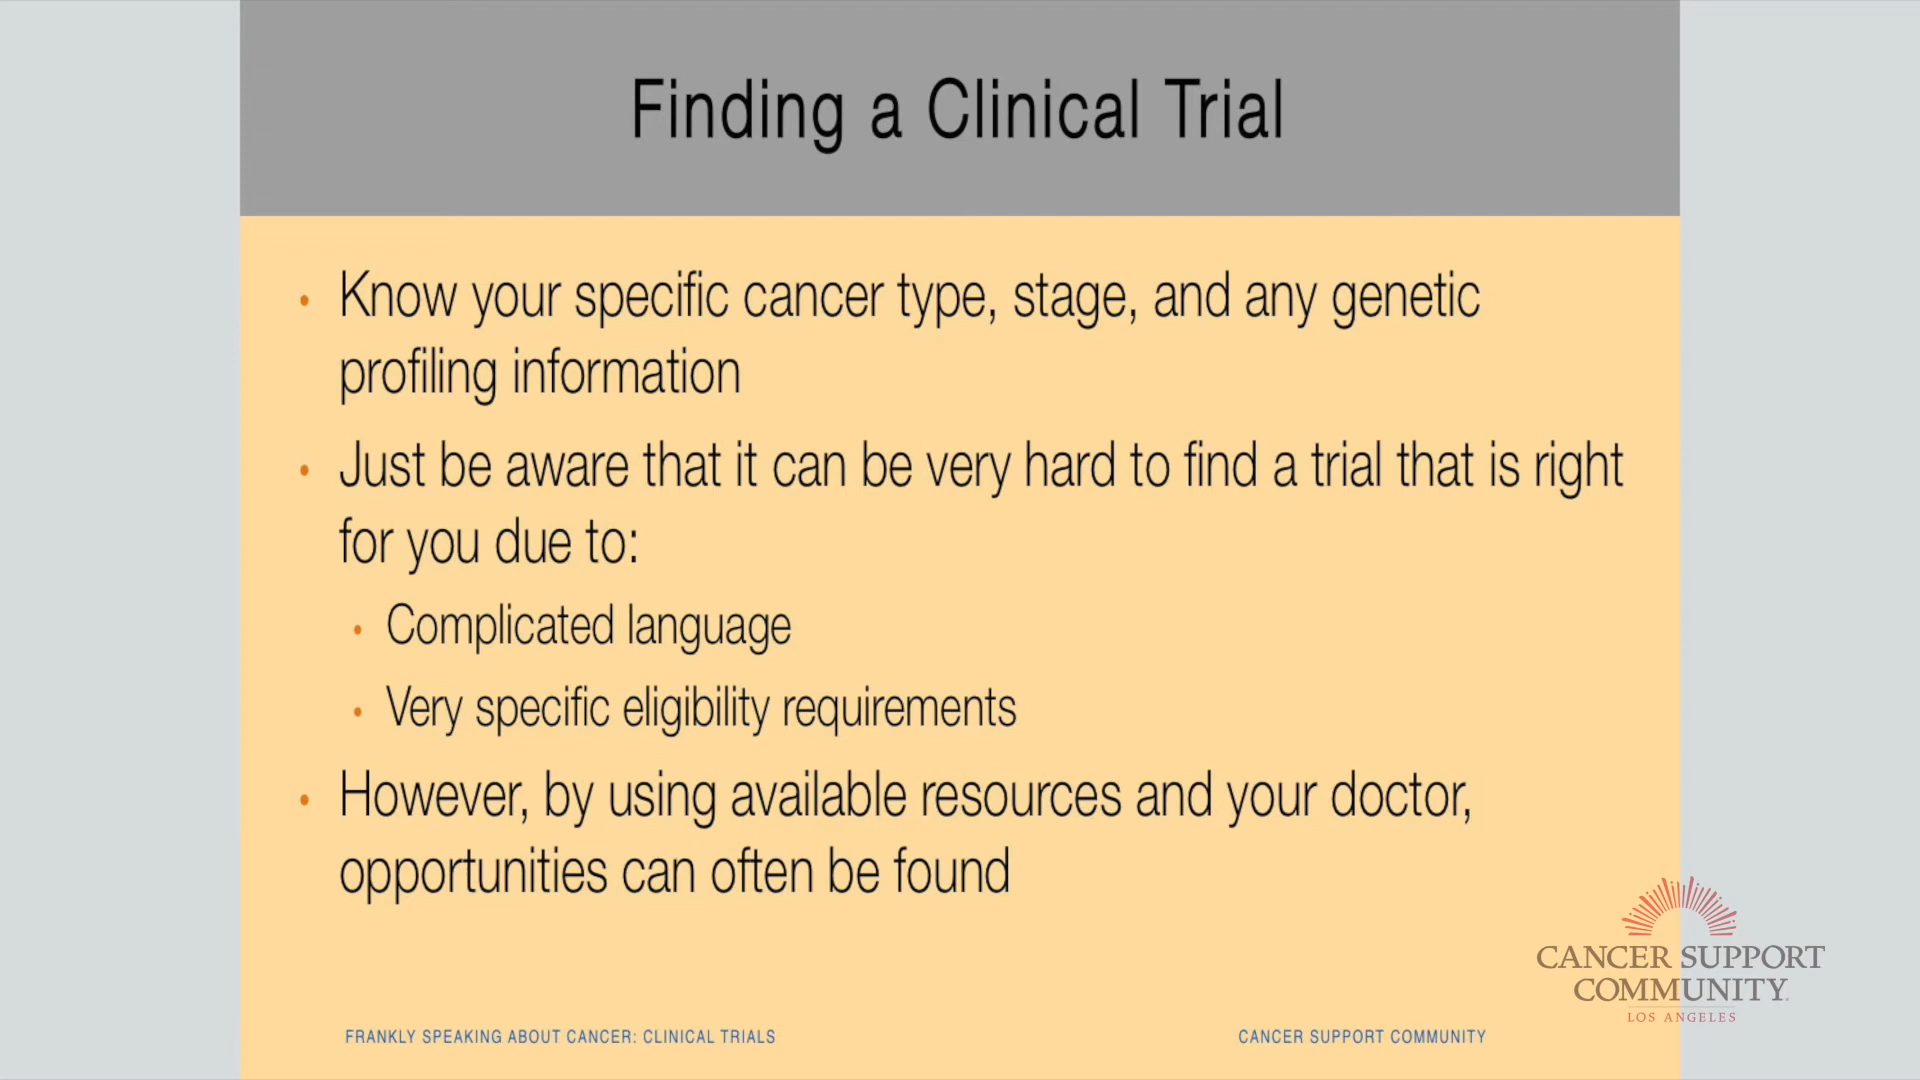 Finding a Clinical Trial
• Know your specific cancer type, stage, and any genetic
profiling information
• Just be aware that it can be very hard to find a trial that is right
for you due to:
• Complicated language
• Very specific eligibility requirements
• However, by using available resources and your doctor,
opportunities can often be found
CANCER SUPPORT
COMMUNITY
LOS ANGELES
FRANKLY SPEAKING ABOUT CANCER: CLINICAL TRIALS
CANCER SUPPORT COMMUNITY